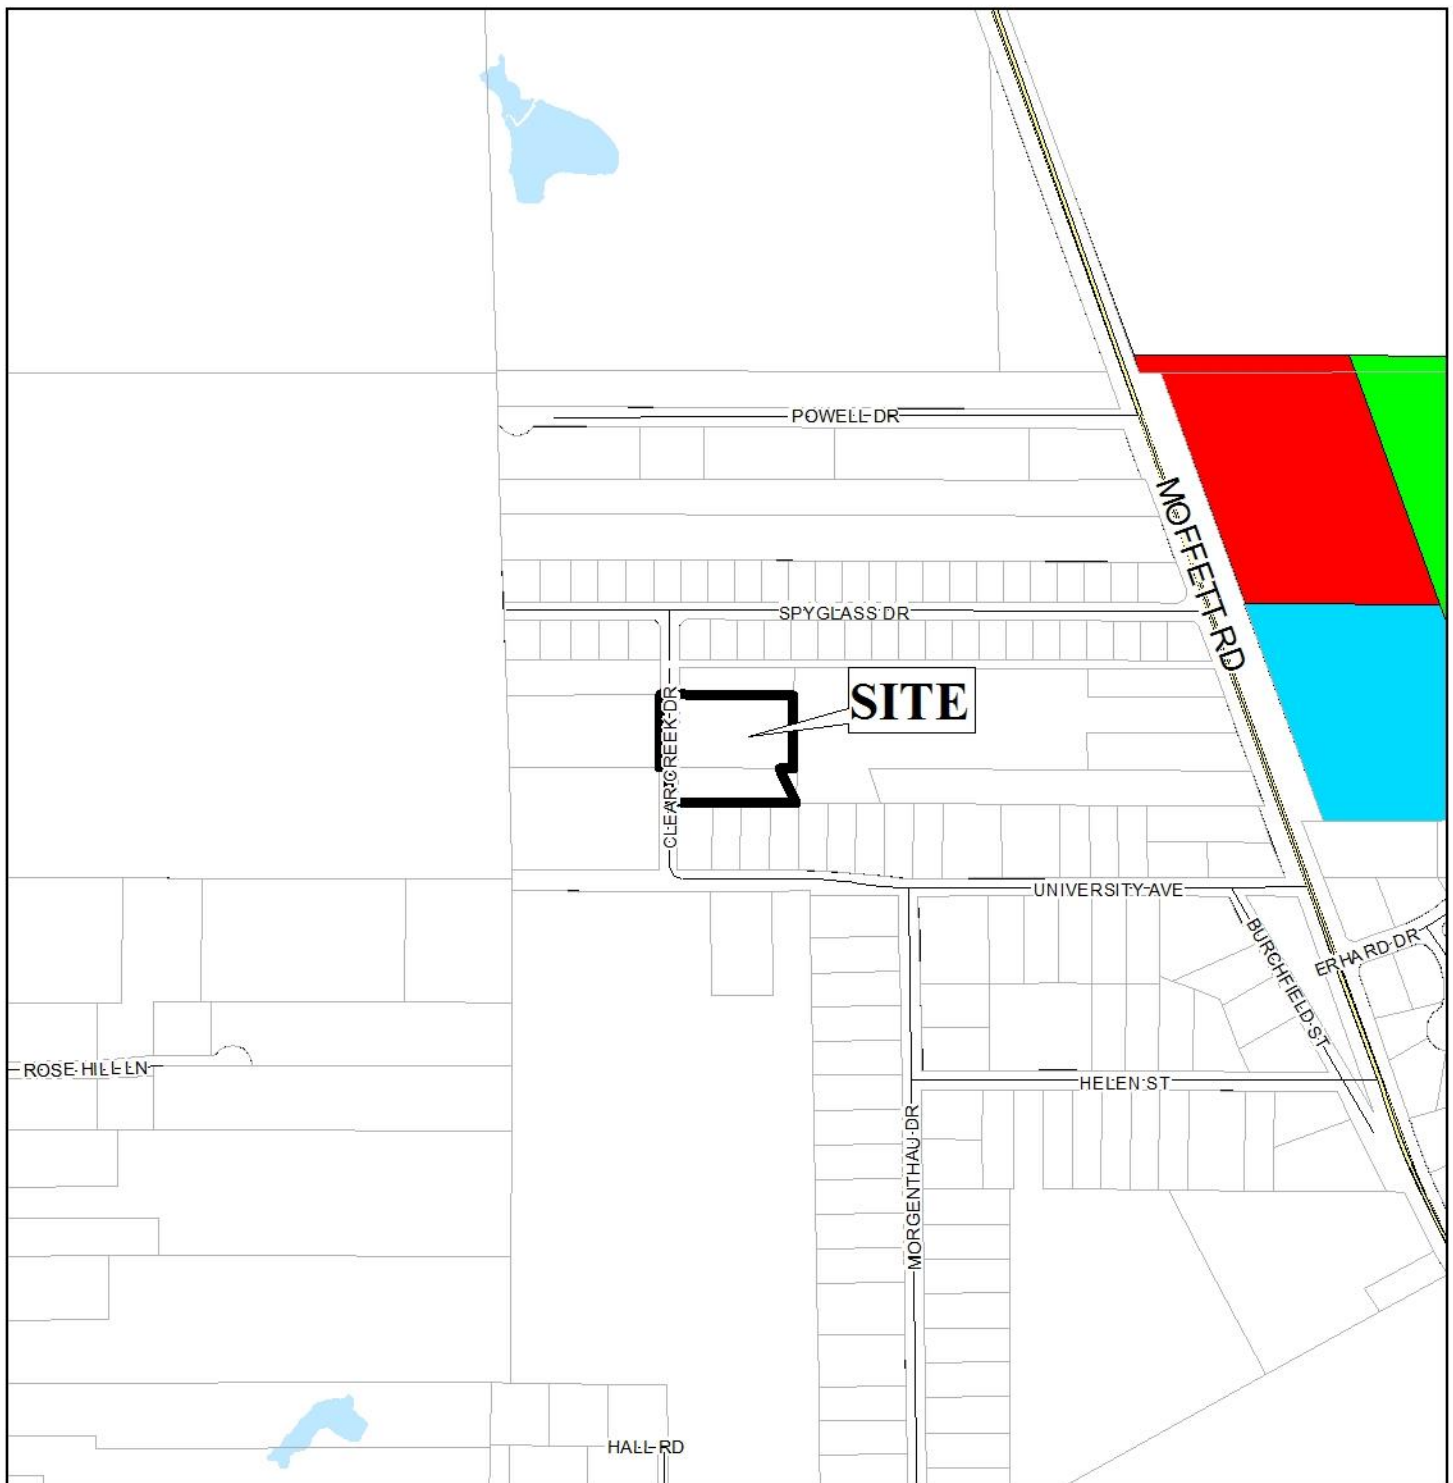 POWELL DR
MOFFETT RD
SPYGLASS DR
SITE
CLEAR CREEK DR
UNIVERSITY AVE
BURCHFIELD ST
ERHARD DR
ROSE HILL LN
HELEN ST
MORGENTHAU DR
HALL RD